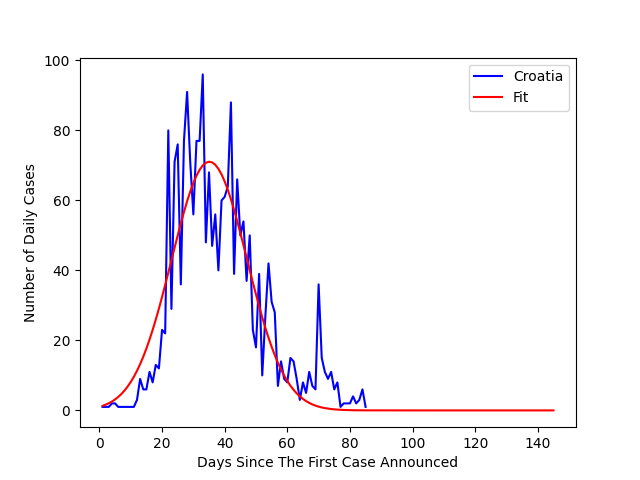 Croatia
Fit
100
80
60
40
20
0
Number of Daily Cases
0 20 40 60 80 100 120 140
Days Since The First Case Announced